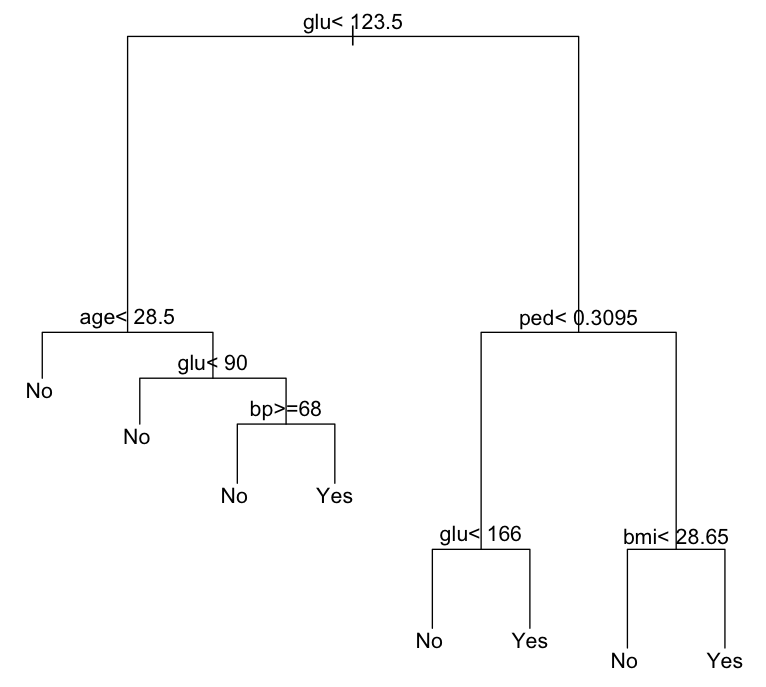 glu< 123.5
age< 28.5
ped< 0.3095
glu< 90
No
bp>=68
No
No
Yes
glu< 166
bmi< 28.65
No
Yes
No
Yes